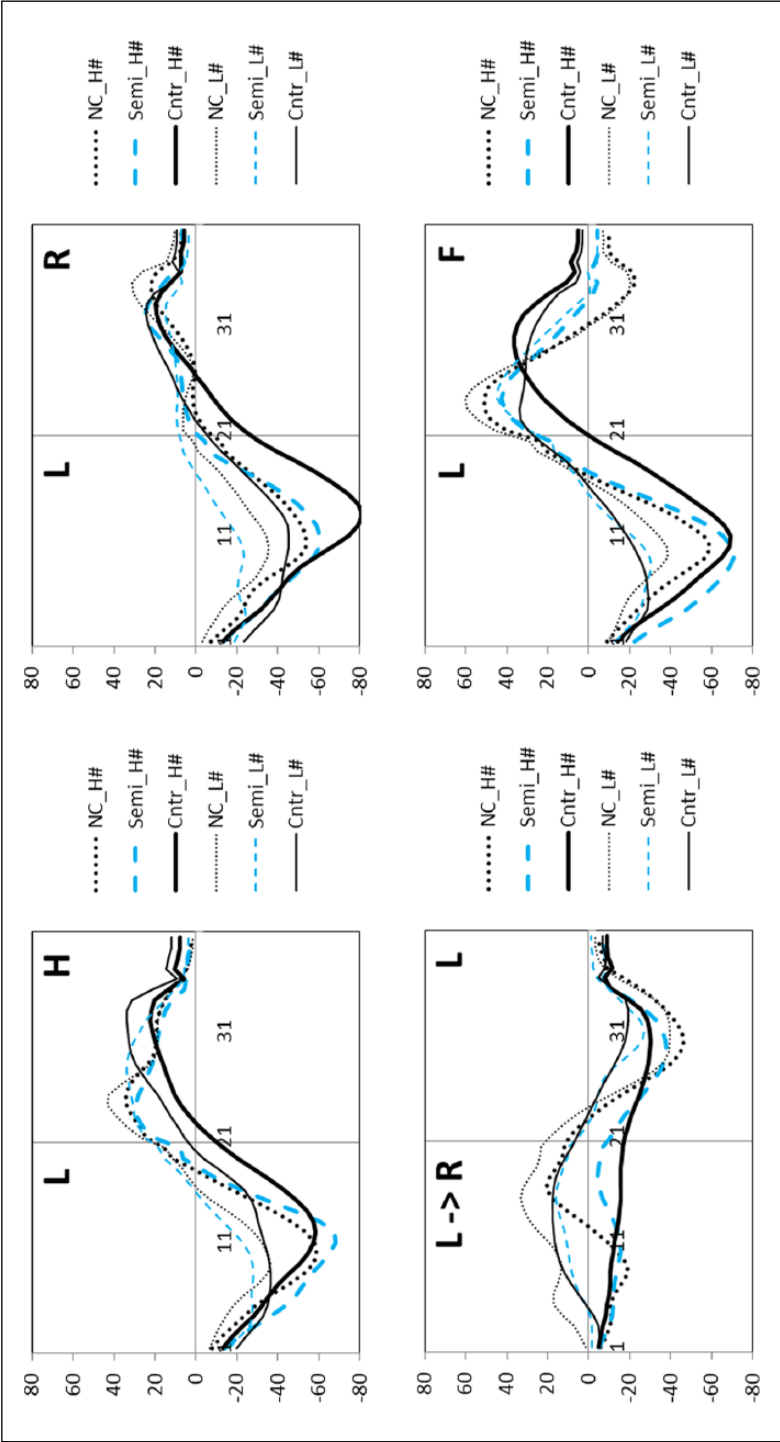 L H
80
60
40
20
0
-20
-40
-60
-80
11 21 31
NC_H#
Semi_H#
Cntr_H#
NC_L#
Semi_L#
Cntr_L#
L R
80
60
40
20
0
-20
-40
-60
-80
11 21 31
NC_H#
Semi_H#
Cntr_H#
NC_L#
Semi_L#
Cntr_L#
L -> R L
80
60
40
20
0
-20
-40
-60
-80
1 11 21 31
NC_H#
Semi_H#
Cntr_H#
NC_L#
Semi_L#
Cntr_L#
L F
80
60
40
20
0
-20
-40
-60
-80
11 21 31
NC_H#
Semi_H#
Cntr_H#
NC_L#
Semi_L#
Cntr_L#